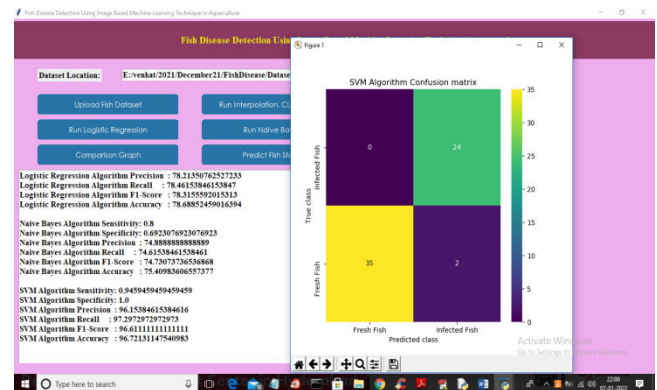 Fish Disease Detection Using Image Based Machine Learning Technique in Aquaculture
Fish Disease Detection Usin
Dataset Location:
E:/venkat/2021/December21/FishDisease/Datase
Upload Fish Dataset
Run Interpolation, CL
Run Logistic Regression
Run Naive Ba
Comparison Graph
Predict Fish Sta
Logistic Regression Algorithm Precision : 78.21350762527233
Logistic Regression Algorithm Recall : 78.46153846153847
Logistic Regression Algorithm F1-Score : 78.3155592015313
Logistic Regression Algorithm Accuracy : 78.68852459016394
Naive Bayes Algorithm Sensitivity: 0.8
Naive Bayes Algorithm Specificity: 0.6923076923076923
Naive Bayes Algorithm Precision : 74.8888888888889
Naive Bayes Algorithm Recall : 74.61538461538461
Naive Bayes Algorithm F1-Score : 74.73073736536868
Naive Bayes Algorithm Accuracy : 75.40983606557377
SVM Algorithm Sensitivity: 0.9459459459459459
SVM Algorithm Specificity: 1.0
SVM Algorithm Precision : 96.15384615384616
SVM Algorithm Recall : 97.2972972972973
SVM Algorithm F1-Score : 96.61111111111111
SVM Algorithm Accuracy : 96.72131147540983
Figure 1
SVM Algorithm Confusion matrix
True class
Infected Fish
Fresh Fish
0
24
35
2
Fresh Fish
Infected Fish
Predicted class
35
30
25
20
15
10
5
0
Activate Windows
Go to Settings to activate Windows.
Type here to search
22:00
07-01-2022